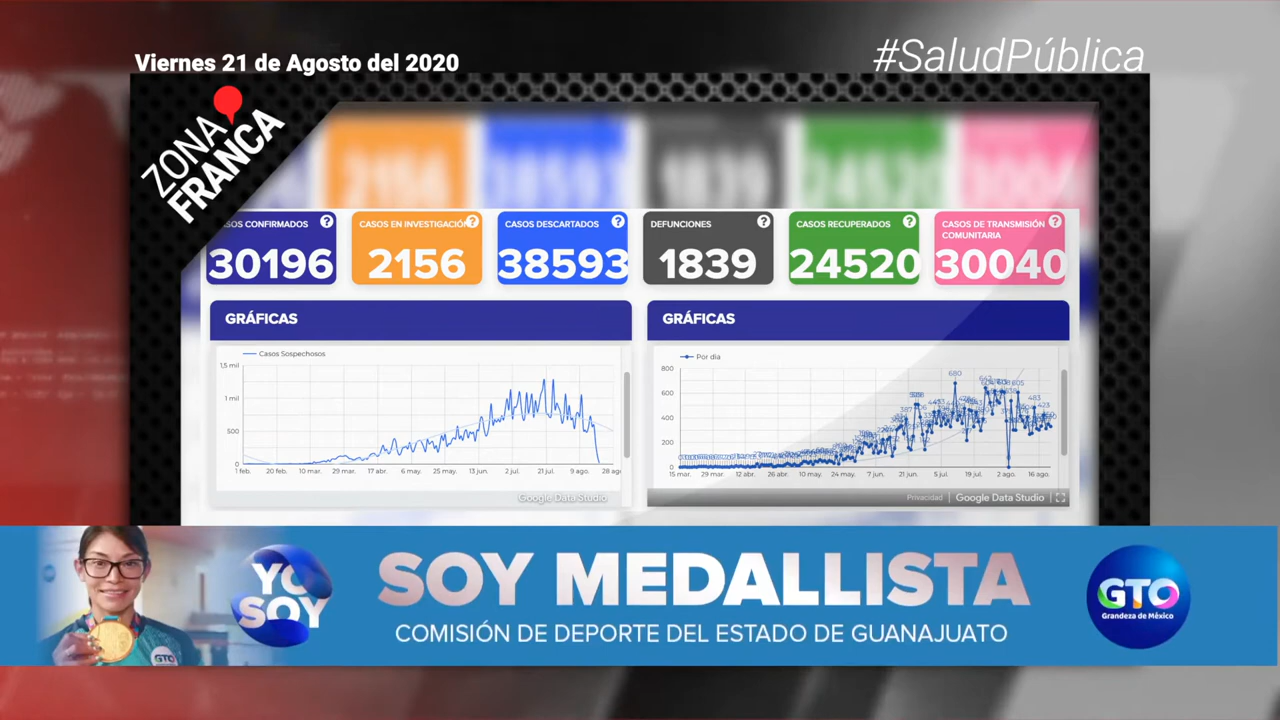 Viernes 21 de Agosto del 2020
#SaludPública
ZONA
FRANCA
CASOS CONFIRMADOS
30196
CASOS EN INVESTIGACIÓN
2156
CASOS DESCARTADOS
38593
DEFUNCIONES
1839
CASOS RECUPERADOS
24520
CASOS DE TRANSMISIÓN
COMUNITARIA
30040
GRÁFICAS
Casos Sospechosos
1,5 mil
1 mil
500
0
1 feb. 20 feb. 10 mar. 29 mar. 17 abr. 6 may. 25 may. 13 jun. 2 jul. 21 jul. 9 ago. 28 ago
Google Data Studio
GRÁFICAS
Por día
800
680
600
400
200
0
15 mar. 29 mar. 12 abr. 26 abr. 10 may. 24 may. 7 jun. 21 jun. 5 jul. 19 jul. 2 ago. 16 ago.
Privacidad Google Data Studio
YO
SOY
SOY MEDALLISTA
COMISIÓN DE DEPORTE DEL ESTADO DE GUANAJUATO
GTO
Grandeza de México